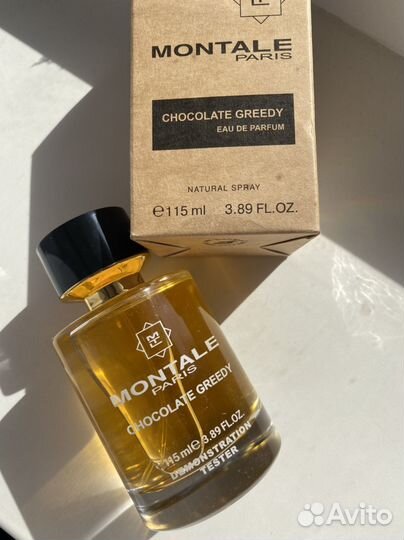 MONTALE
PARIS
CHOCOLATE GREEDY
EAU DE PARFUM
NATURAL SPRAY
℮115 ml 3.89 FL.OZ.
MONTALE
PARIS
CHOCOLATE GREEDY
115 ml℮3.89 FL.OZ.
DEMONSTRATION
TESTER
Avito